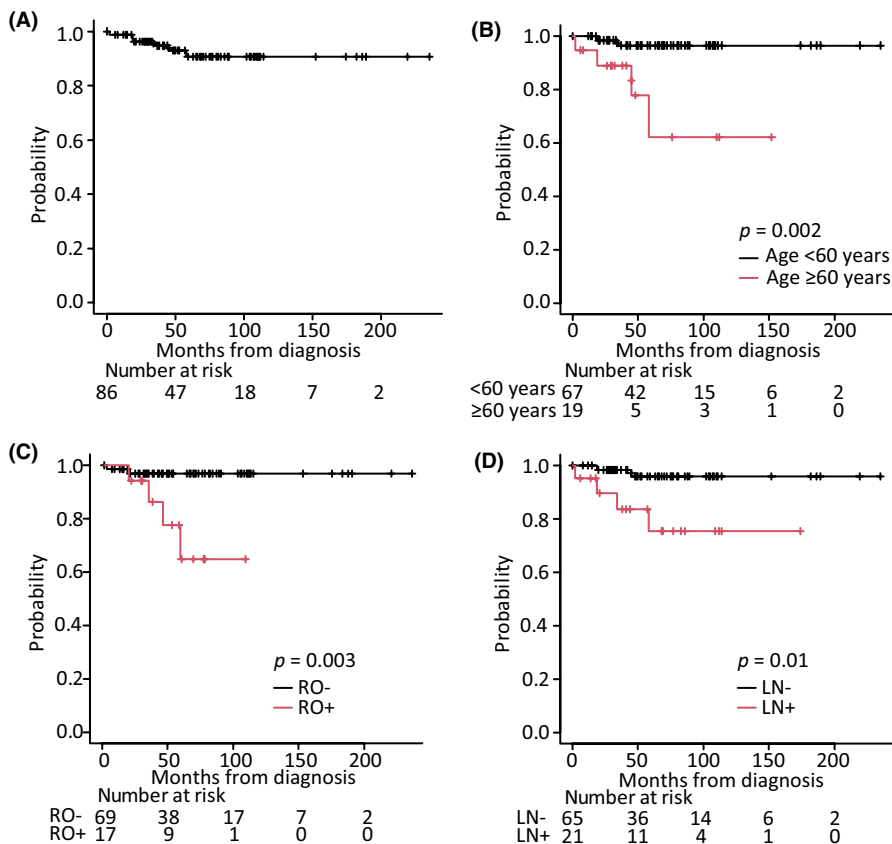 (A)
1.0
0.8
0.6
0.4
0.2
0.0
Probability
0 50 100 150 200
Months from diagnosis
Number at risk
86 47 18 7 2
(B)
1.0
0.8
0.6
0.4
0.2
0.0
Probability
p = 0.002
Age <60 years
Age ≥60 years
0 50 100 150 200
Months from diagnosis
Number at risk
<60 years 67 42 15 6 2
≥60 years 19 5 3 1 0
(C)
1.0
0.8
0.6
0.4
0.2
0.0
Probability
p = 0.003
RO-
RO+
0 50 100 150 200
Months from diagnosis
Number at risk
RO- 69 38 17 7 2
RO+ 17 9 1 0 0
(D)
1.0
0.8
0.6
0.4
0.2
0.0
Probability
p = 0.01
LN-
LN+
0 50 100 150 200
Months from diagnosis
Number at risk
LN- 65 36 14 6 2
LN+ 21 11 4 1 0